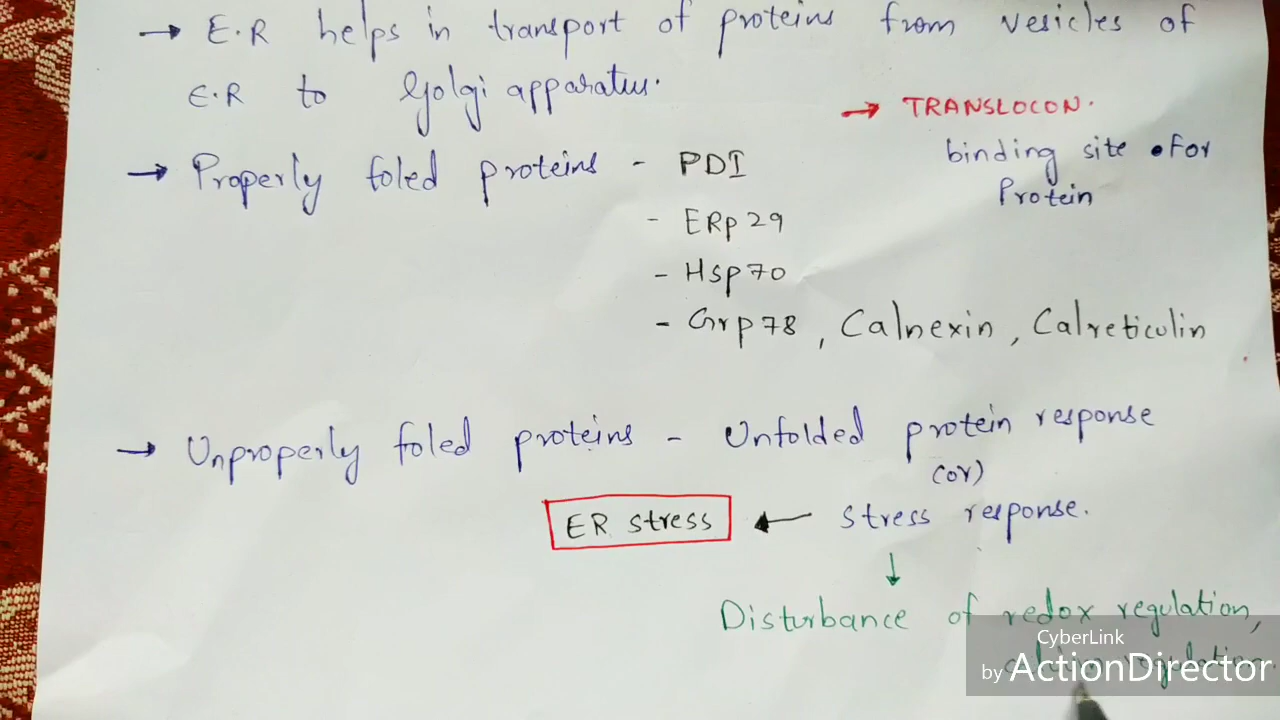 → E.R helps in transport of proteins from vesicles of
E.R to Golgi apparatus.
→ TRANSLOCON.
binding site for
Protein
→ Properly foled proteins - PDI
- ERp29
- Hsp70
- Grp78, Calnexin, Calreticulin
→ Unproperly foled proteins - Unfolded protein response
(or)
ER stress ← stress response.
↓
Disturbance of redox regulation,
regulation.
CyberLink
by ActionDirector